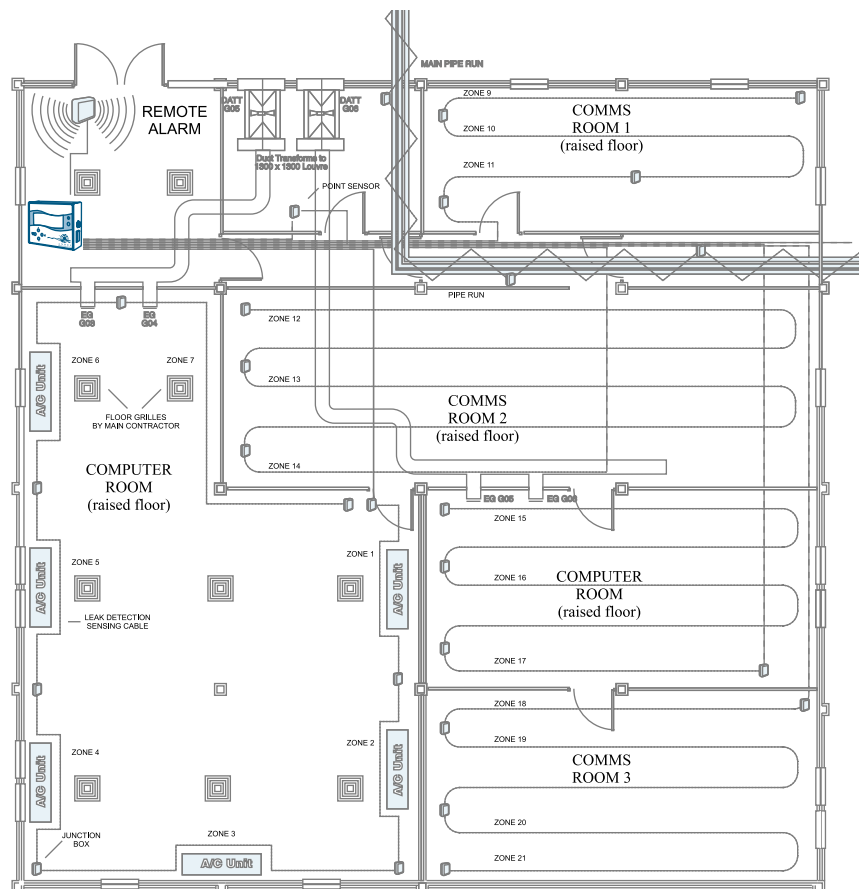 MAIN PIPE RUN
REMOTE
ALARM
DATT
G05
DATT
G06
Duct Transforms to
1300 x 1300 Louvre
POINT SENSOR
ZONE 9
ZONE 10
ZONE 11
COMMS
ROOM 1
(raised floor)
PIPE RUN
EG
G03
EG
G04
ZONE 6
ZONE 7
FLOOR GRILLES
BY MAIN CONTRACTOR
A/C Unit
COMPUTER
ROOM
(raised floor)
ZONE 12
ZONE 13
ZONE 14
COMMS
ROOM 2
(raised floor)
EG G05
EG G06
ZONE 5
A/C Unit
LEAK DETECTION
SENSING CABLE
ZONE 1
A/C Unit
ZONE 15
ZONE 16
ZONE 17
COMPUTER
ROOM
(raised floor)
ZONE 4
A/C Unit
ZONE 2
A/C Unit
ZONE 3
A/C Unit
JUNCTION
BOX
ZONE 18
ZONE 19
ZONE 20
ZONE 21
COMMS
ROOM 3